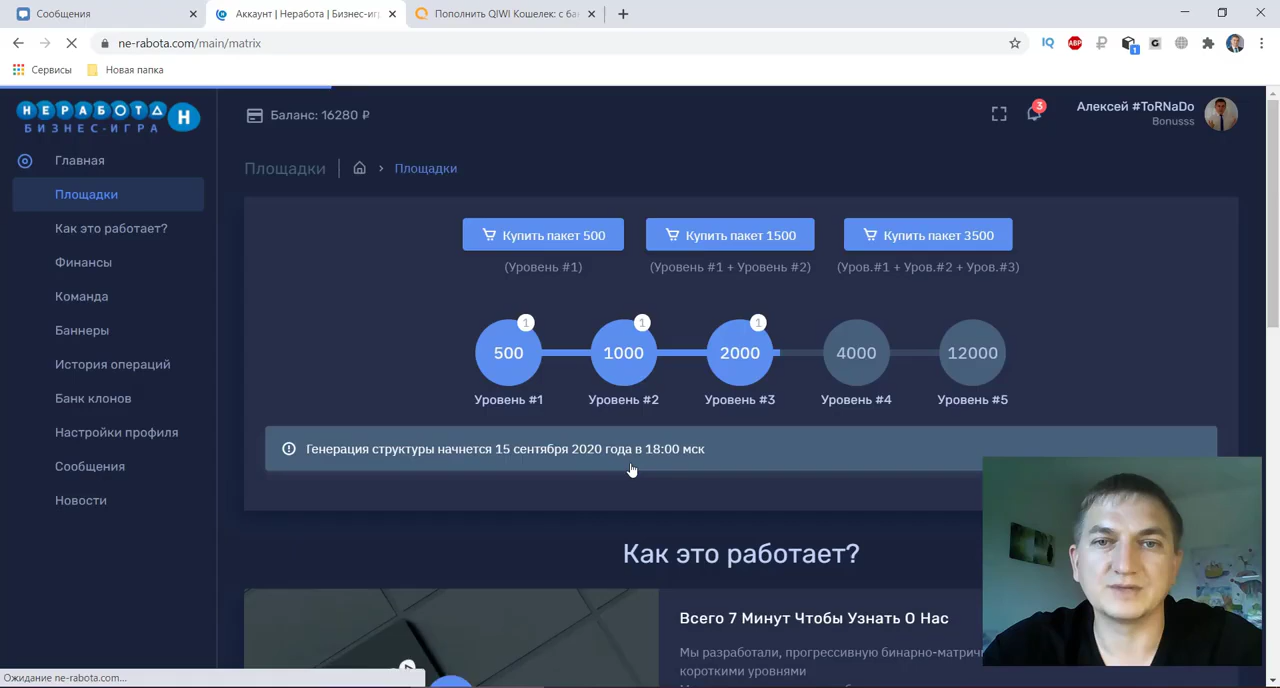 Сообщения
Аккаунт | Неработа | Бизнес-иг
Пополнить QIWI Кошелек: с ба
ne-rabota.com/main/matrix
IQ
ABP
1
G
Сервисы
Новая папка
НЕРАБОТА Н
БИЗНЕС-ИГРА
Баланс: 16280 ₽
3
Алексей #ToRNaDo
Bonusss
Главная
Площадки
Как это работает?
Финансы
Команда
Баннеры
История операций
Банк клонов
Настройки профиля
Сообщения
Новости
Площадки
Площадки
Купить пакет 500
Купить пакет 1500
Купить пакет 3500
(Уровень #1)
(Уровень #1 + Уровень #2)
(Уров.#1 + Уров.#2 + Уров.#3)
1
1
1
500
1000
2000
4000
12000
Уровень #1
Уровень #2
Уровень #3
Уровень #4
Уровень #5
Генерация структуры начнется 15 сентября 2020 года в 18:00 мск
Как это работает?
Всего 7 Минут Чтобы Узнать О Нас
Мы разработали, прогрессивную бинарно-матричн
короткими уровнями
Ожидание ne-rabota.com...